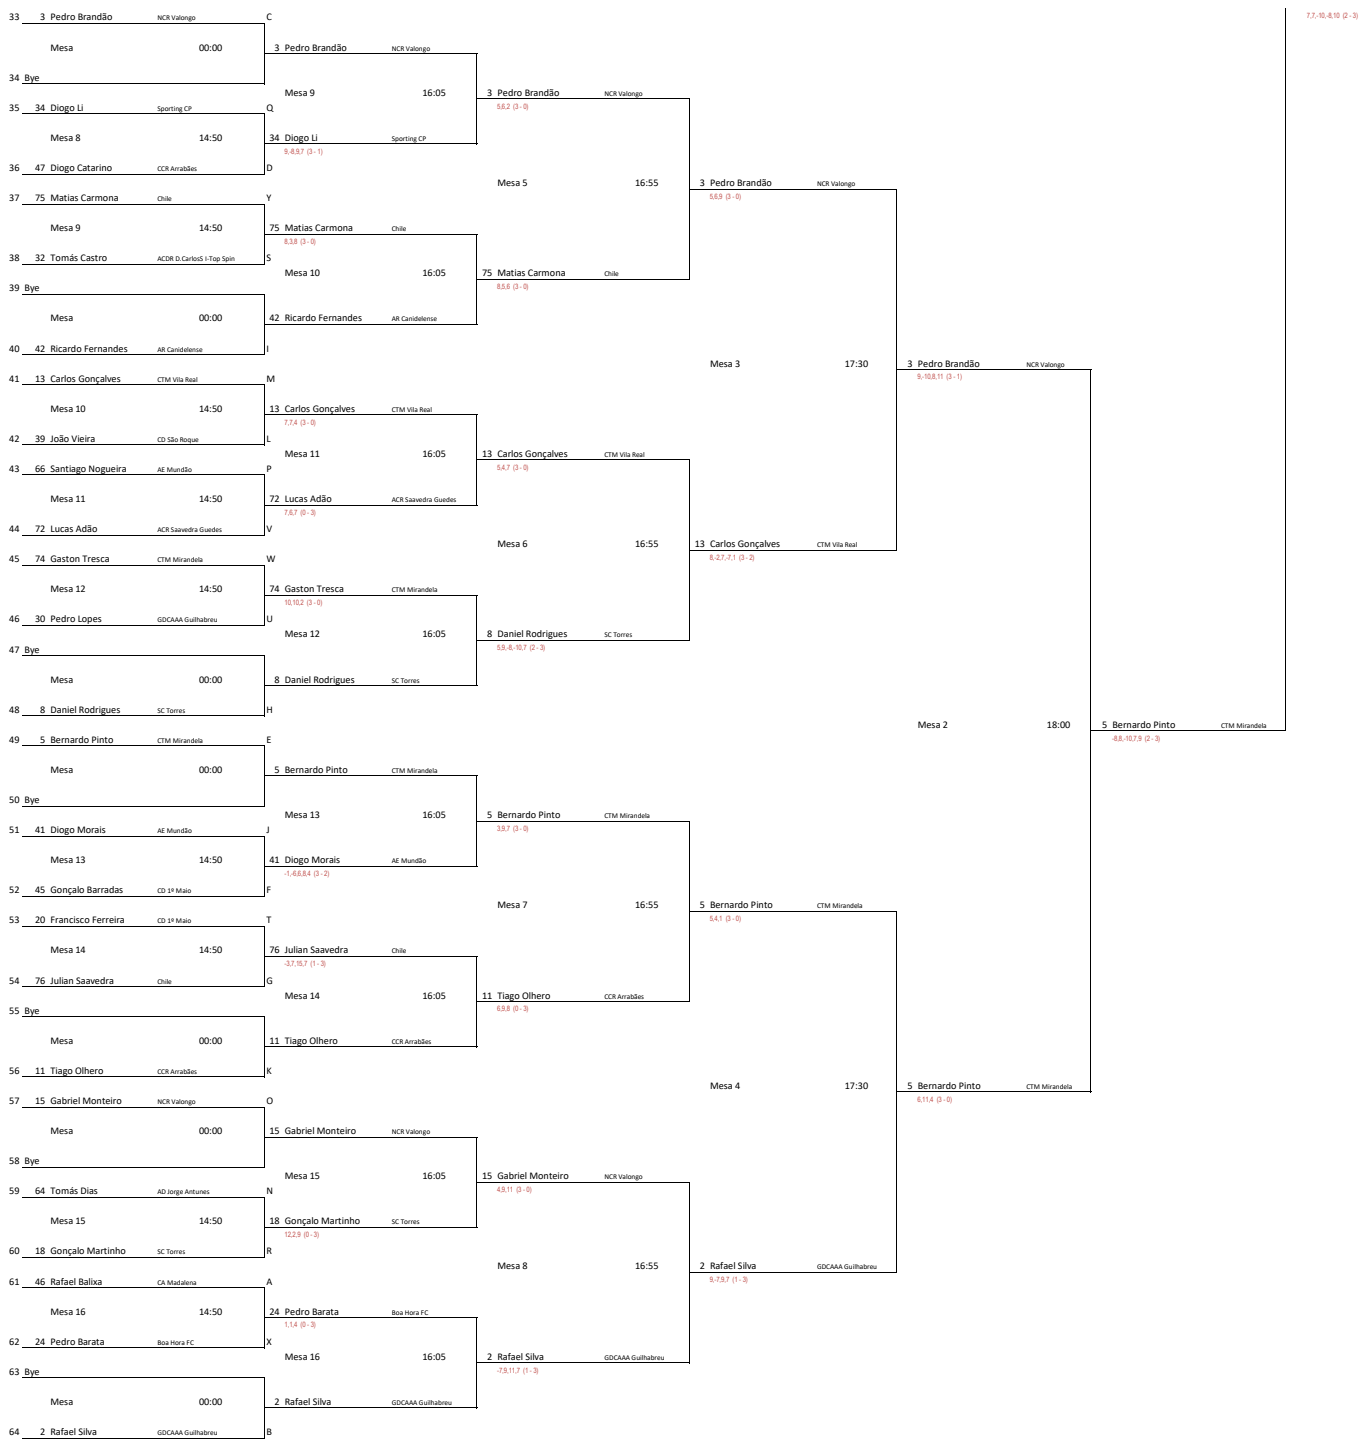 33 3 Pedro Brandão NCR Valongo C
7,7,-10,-8,10 (2 - 3)
Mesa 00:00
3 Pedro Brandão NCR Valongo
34 Bye
Mesa 9 16:05
3 Pedro Brandão NCR Valongo
5,6,2 (3 - 0)
35 34 Diogo Li Sporting CP Q
Mesa 8 14:50
34 Diogo Li Sporting CP
9,-8,9,7 (3 - 1)
36 47 Diogo Catarino CCR Arrabães D
Mesa 5 16:55
3 Pedro Brandão NCR Valongo
5,6,9 (3 - 0)
37 75 Matias Carmona Chile Y
Mesa 9 14:50
75 Matias Carmona Chile
8,3,8 (3 - 0)
38 32 Tomás Castro ACDR D.CarlosS I-Top Spin S
Mesa 10 16:05
75 Matias Carmona Chile
8,5,6 (3 - 0)
39 Bye
Mesa 00:00
42 Ricardo Fernandes AR Canidelense
40 42 Ricardo Fernandes AR Canidelense I
Mesa 3 17:30
3 Pedro Brandão NCR Valongo
9,-10,8,11 (3 - 1)
41 13 Carlos Gonçalves CTM Vila Real M
Mesa 10 14:50
13 Carlos Gonçalves CTM Vila Real
7,7,4 (3 - 0)
42 39 João Vieira CD São Roque L
Mesa 11 16:05
13 Carlos Gonçalves CTM Vila Real
5,4,7 (3 - 0)
43 66 Santiago Nogueira AE Mundão P
Mesa 11 14:50
72 Lucas Adão ACR Saavedra Guedes
7,6,7 (0 - 3)
44 72 Lucas Adão ACR Saavedra Guedes V
Mesa 6 16:55
13 Carlos Gonçalves CTM Vila Real
8,-2,7,-7,1 (3 - 2)
45 74 Gaston Tresca CTM Mirandela W
Mesa 12 14:50
74 Gaston Tresca CTM Mirandela
10,10,2 (3 - 0)
46 30 Pedro Lopes GDCAAA Guilhabreu U
Mesa 12 16:05
8 Daniel Rodrigues SC Torres
5,9,-8,-10,7 (2 - 3)
47 Bye
Mesa 00:00
8 Daniel Rodrigues SC Torres
48 8 Daniel Rodrigues SC Torres H
Mesa 2 18:00
5 Bernardo Pinto CTM Mirandela
-8,8,-10,7,9 (2 - 3)
49 5 Bernardo Pinto CTM Mirandela E
Mesa 00:00
5 Bernardo Pinto CTM Mirandela
50 Bye
Mesa 13 16:05
5 Bernardo Pinto CTM Mirandela
3,9,7 (3 - 0)
51 41 Diogo Morais AE Mundão J
Mesa 13 14:50
41 Diogo Morais AE Mundão
-1,-6,6,8,4 (3 - 2)
52 45 Gonçalo Barradas CD 1º Maio F
Mesa 7 16:55
5 Bernardo Pinto CTM Mirandela
5,4,1 (3 - 0)
53 20 Francisco Ferreira CD 1º Maio T
Mesa 14 14:50
76 Julian Saavedra Chile
-3,7,15,7 (1 - 3)
54 76 Julian Saavedra Chile G
Mesa 14 16:05
11 Tiago Olhero CCR Arrabães
6,9,8 (0 - 3)
55 Bye
Mesa 00:00
11 Tiago Olhero CCR Arrabães
56 11 Tiago Olhero CCR Arrabães K
Mesa 4 17:30
5 Bernardo Pinto CTM Mirandela
6,11,4 (3 - 0)
57 15 Gabriel Monteiro NCR Valongo O
Mesa 00:00
15 Gabriel Monteiro NCR Valongo
58 Bye
Mesa 15 16:05
15 Gabriel Monteiro NCR Valongo
4,9,11 (3 - 0)
59 64 Tomás Dias AD Jorge Antunes N
Mesa 15 14:50
18 Gonçalo Martinho SC Torres
12,2,9 (0 - 3)
60 18 Gonçalo Martinho SC Torres R
Mesa 8 16:55
2 Rafael Silva GDCAAA Guilhabreu
9,-7,9,7 (1 - 3)
61 46 Rafael Balixa CA Madalena A
Mesa 16 14:50
24 Pedro Barata Boa Hora FC
1,1,4 (0 - 3)
62 24 Pedro Barata Boa Hora FC X
Mesa 16 16:05
2 Rafael Silva GDCAAA Guilhabreu
-7,9,11,7 (1 - 3)
63 Bye
Mesa 00:00
2 Rafael Silva GDCAAA Guilhabreu
64 2 Rafael Silva GDCAAA Guilhabreu B